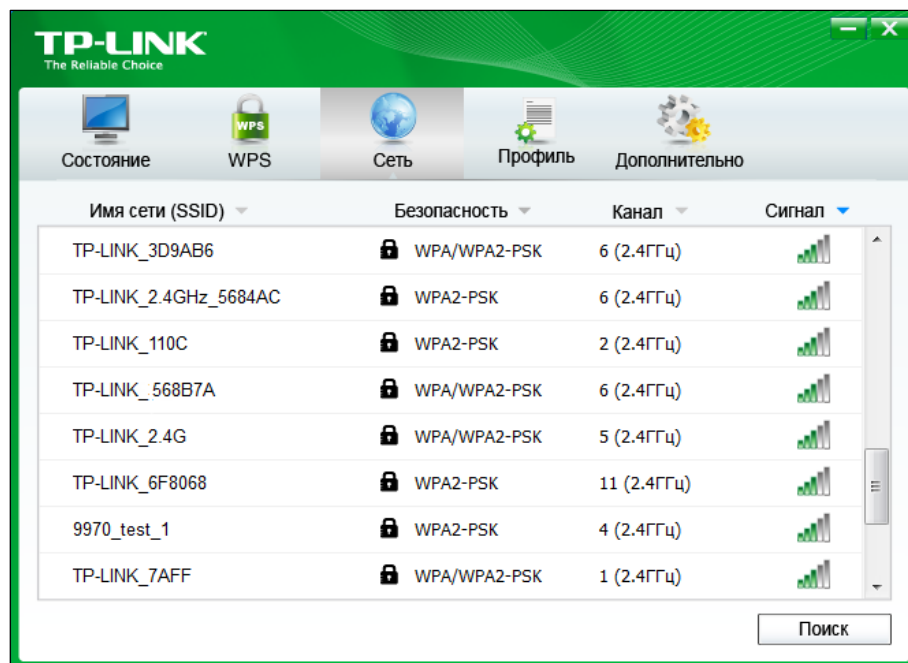 TP-LINK
The Reliable Choice
WPS
Состояние WPS Сеть Профиль Дополнительно
Имя сети (SSID) Безопасность Канал Сигнал
TP-LINK_3D9AB6 WPA/WPA2-PSK 6 (2.4ГГц)
TP-LINK_2.4GHz_5684AC WPA2-PSK 6 (2.4ГГц)
TP-LINK_110C WPA2-PSK 2 (2.4ГГц)
TP-LINK_568B7A WPA/WPA2-PSK 6 (2.4ГГц)
TP-LINK_2.4G WPA/WPA2-PSK 5 (2.4ГГц)
TP-LINK_6F8068 WPA2-PSK 11 (2.4ГГц)
9970_test_1 WPA2-PSK 4 (2.4ГГц)
TP-LINK_7AFF WPA/WPA2-PSK 1 (2.4ГГц)
Поиск